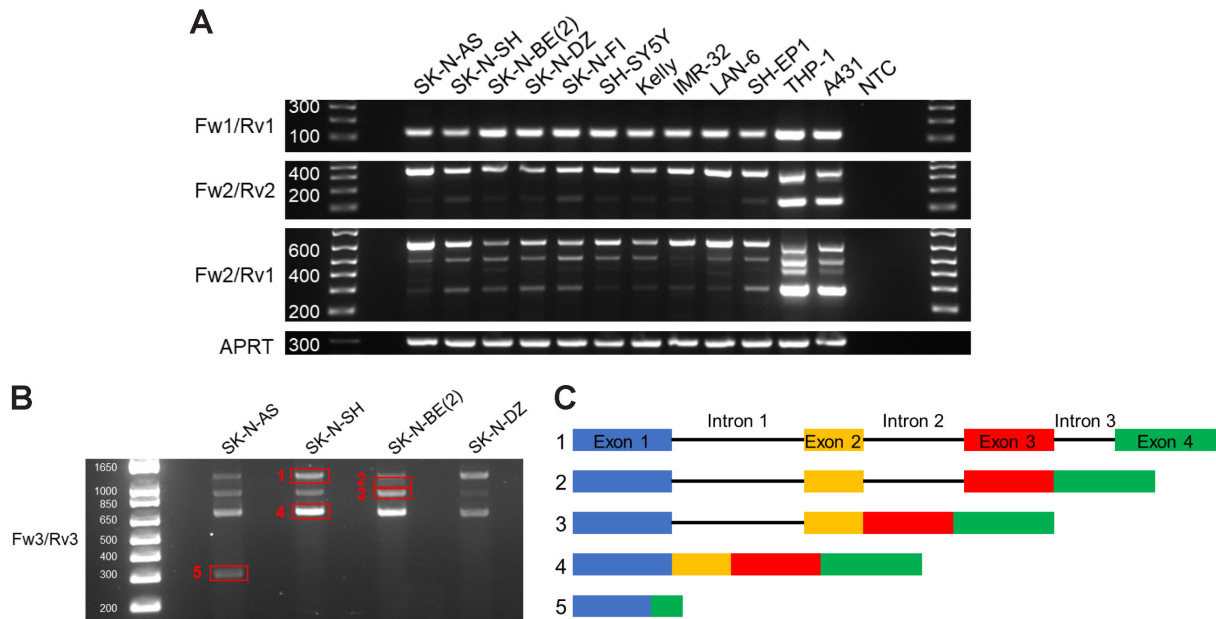 A
SK-N-AS SK-N-SH SK-N-BE(2) SK-N-DZ SK-N-FI SH-SY5Y Kelly IMR-32 LAN-6 SH-EP1 THP-1 A431 NTC
Fw1/Rv1
300
100
Fw2/Rv2
400
200
Fw2/Rv1
600
400
200
APRT
300
B
SK-N-AS SK-N-SH SK-N-BE(2) SK-N-DZ
Fw3/Rv3
1650
1000
850
650
500
400
300
200
1
2
3
4
5
C
Intron 1 Intron 2 Intron 3
1 Exon 1 Exon 2 Exon 3 Exon 4
2
3
4
5